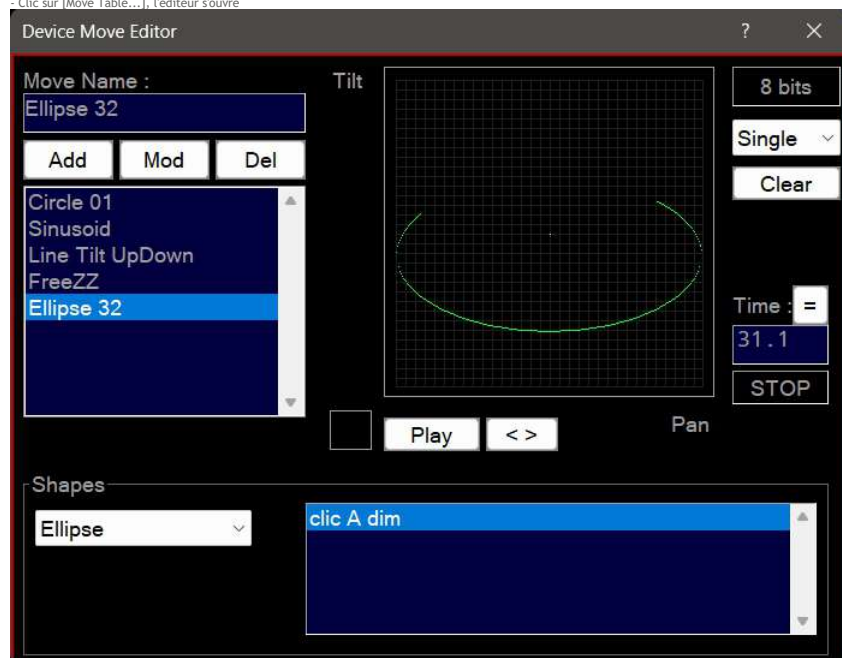 - Clic sur [Move Table...], l'éditeur s'ouvre
Device Move Editor ? ×
Move Name :
Ellipse 32
Add Mod Del
Circle 01
Sinusoid
Line Tilt UpDown
FreeZZ
Ellipse 32
Tilt
8 bits
Single
Clear
Time : =
31.1
STOP
Play < > Pan
Shapes
Ellipse
clic A dim